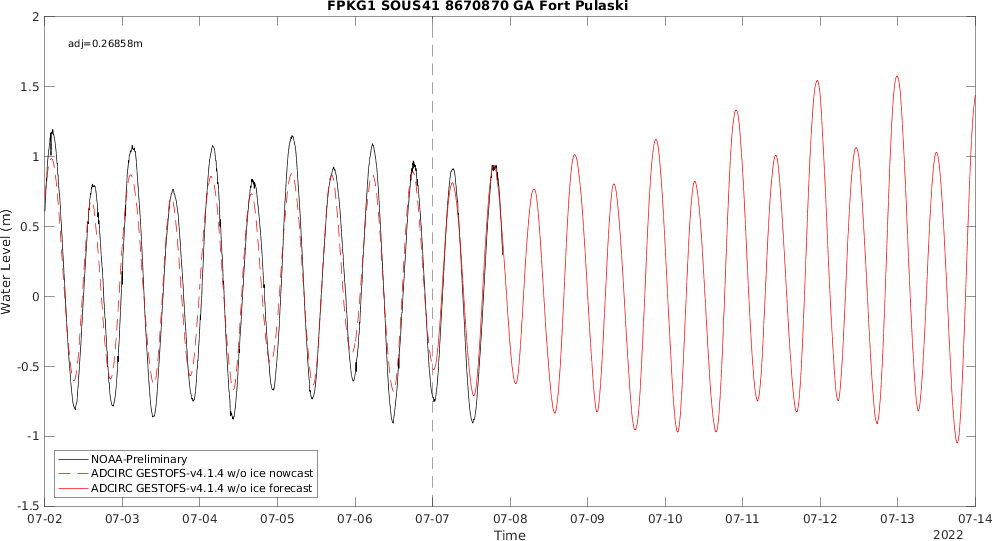 FPKG1 SOUS41 8670870 GA Fort Pulaski
adj=0.26858m
2
1.5
1
0.5
0
-0.5
-1
-1.5
Water Level (m)
NOAA-Preliminary
ADCIRC GESTOFS-v4.1.4 w/o ice nowcast
ADCIRC GESTOFS-v4.1.4 w/o ice forecast
07-02 07-03 07-04 07-05 07-06 07-07 07-08 07-09 07-10 07-11 07-12 07-13 07-14
Time
2022